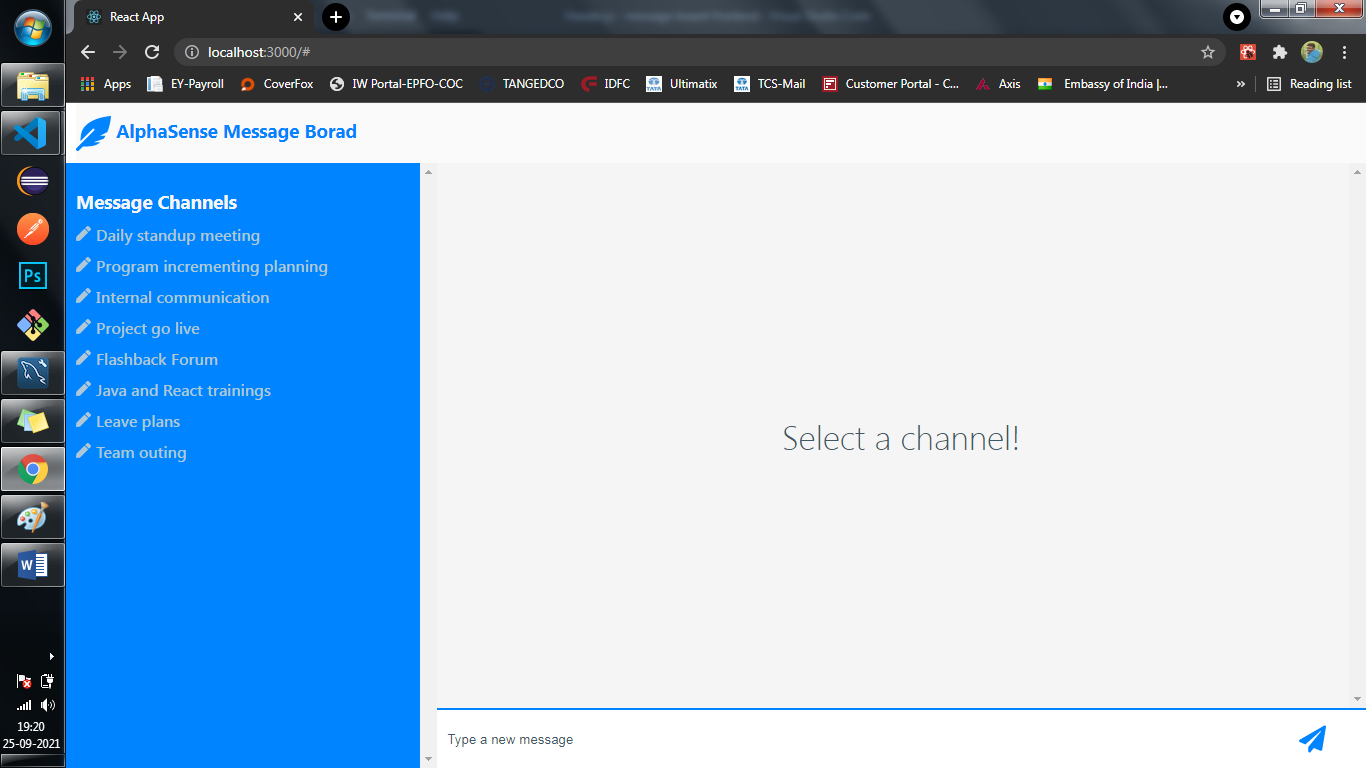 React App
localhost:3000/#
Apps EY-Payroll CoverFox IW Portal-EPFO-COC TANGEDCO IDFC Ultimatix TCS-Mail Customer Portal - C... Axis Embassy of India |... » Reading list
AlphaSense Message Borad
Message Channels
Daily standup meeting
Program incrementing planning
Internal communication
Project go live
Flashback Forum
Java and React trainings
Leave plans
Team outing
Select a channel!
Type a new message
Ps
W
19:20
25-09-2021